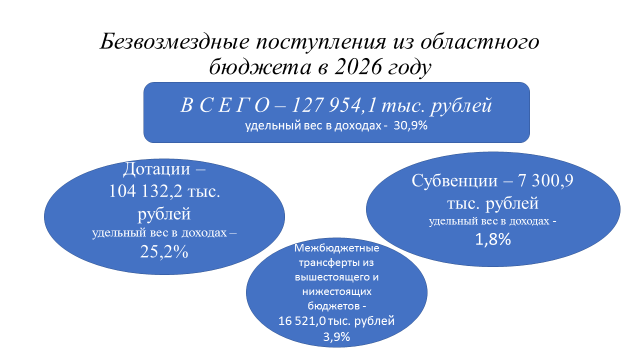 Безвозмездные поступления из областного
бюджета в 2026 году
В С Е Г О – 127 954,1 тыс. рублей
удельный вес в доходах - 30,9%
Дотации –
104 132,2 тыс.
рублей
удельный вес в доходах –
25,2%
Субвенции – 7 300,9
тыс. рублей
удельный вес в доходах -
1,8%
Межбюджетные
трансферты из
вышестоящего и
нижестоящих
бюджетов -
16 521,0 тыс. рублей
3,9%